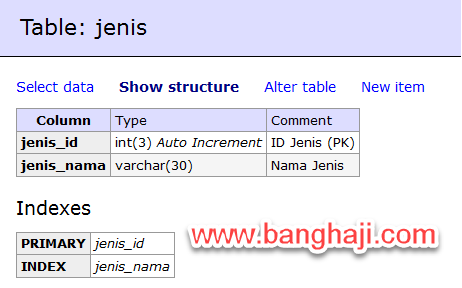 Table: jenis
Select data Show structure Alter table New item
Column Type Comment
jenis_id int(3) Auto Increment ID Jenis (PK)
jenis_nama varchar(30) Nama Jenis
Indexes
PRIMARY jenis_id
INDEX jenis_nama
www.banghaji.com